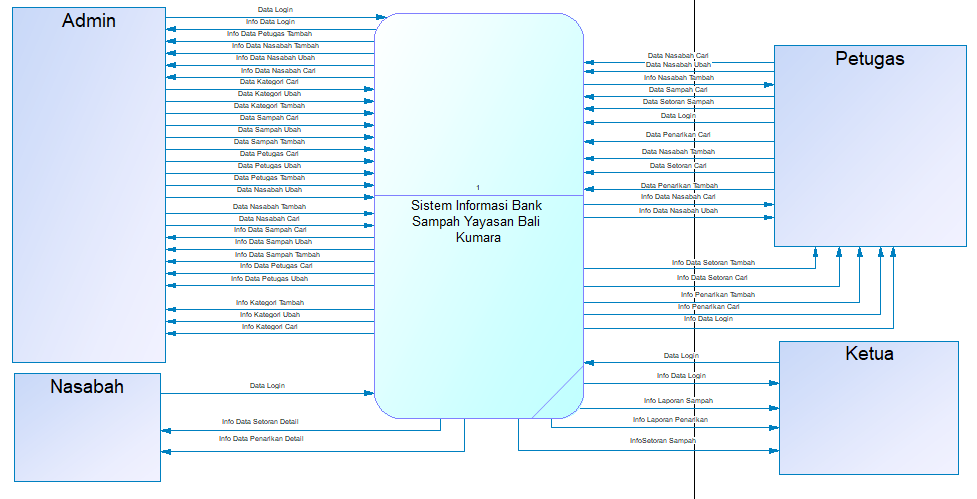 Admin
Data Login
Info Data Login
Info Data Petugas Tambah
Info Data Nasabah Tambah
Info Data Nasabah Ubah
Info Data Nasabah Cari
Data Kategori Cari
Data Kategori Ubah
Data Kategori Tambah
Data Sampah Cari
Data Sampah Ubah
Data Sampah Tambah
Data Petugas Cari
Data Petugas Ubah
Data Petugas Tambah
Data Nasabah Ubah
Data Nasabah Tambah
Data Nasabah Cari
Info Data Sampah Cari
Info Data Sampah Ubah
Info Data Sampah Tambah
Info Data Petugas Cari
Info Data Petugas Ubah
Info Kategori Tambah
Info Kategori Ubah
Info Kategori Cari
Nasabah
Data Login
Info Data Setoran Detail
Info Data Penarikan Detail
1
Sistem Informasi Bank
Sampah Yayasan Bali
Kumara
Petugas
Data Nasabah Cari
Data Nasabah Ubah
Info Nasabah Tambah
Data Sampah Cari
Data Setoran Sampah
Data Login
Data Penarikan Cari
Data Nasabah Tambah
Data Setoran Cari
Data Penarikan Tambah
Info Data Nasabah Cari
Info Data Nasabah Ubah
Info Data Setoran Tambah
Info Data Setoran Cari
Info Penarikan Tambah
Info Penarikan Cari
Info Data Login
Ketua
Data Login
Info Data Login
Info Laporan Sampah
Info Laporan Penarikan
InfoSetoran Sampah